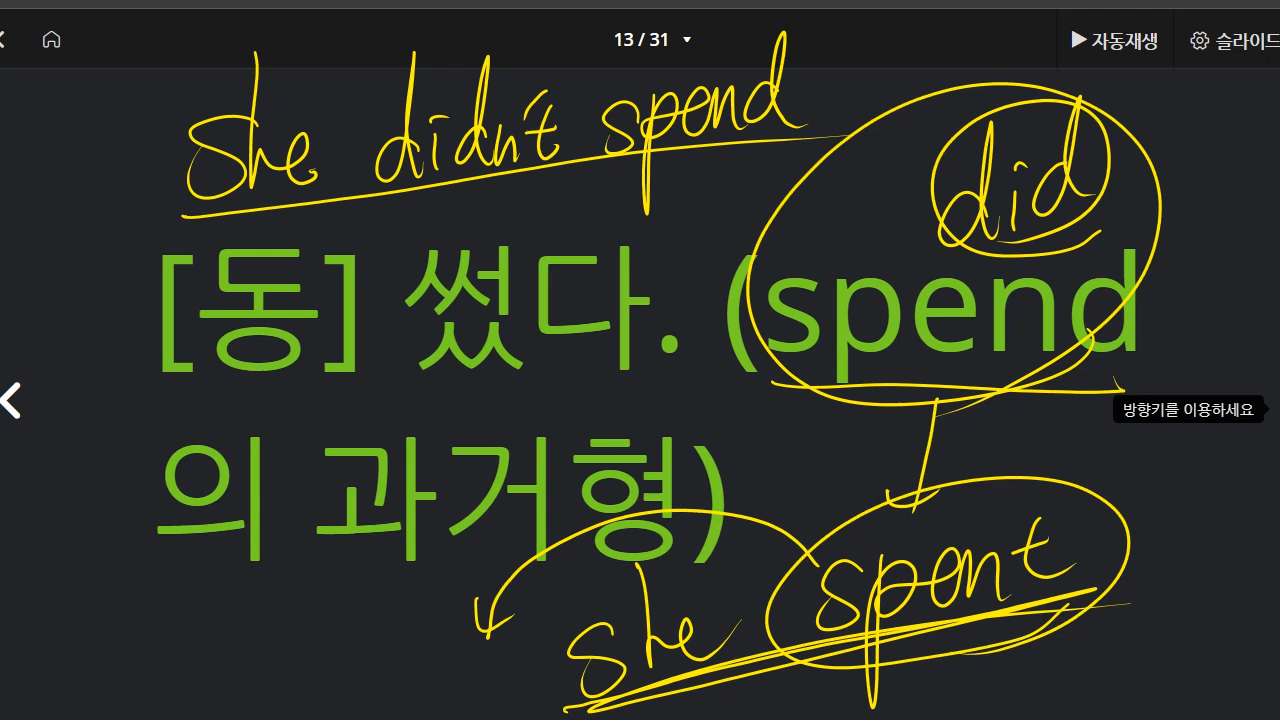 13 / 31
자동재생
슬라이드
she didn't spend
did
[동] 썼다. (spend
방향키를 이용하세요
의 과거형)
she spent